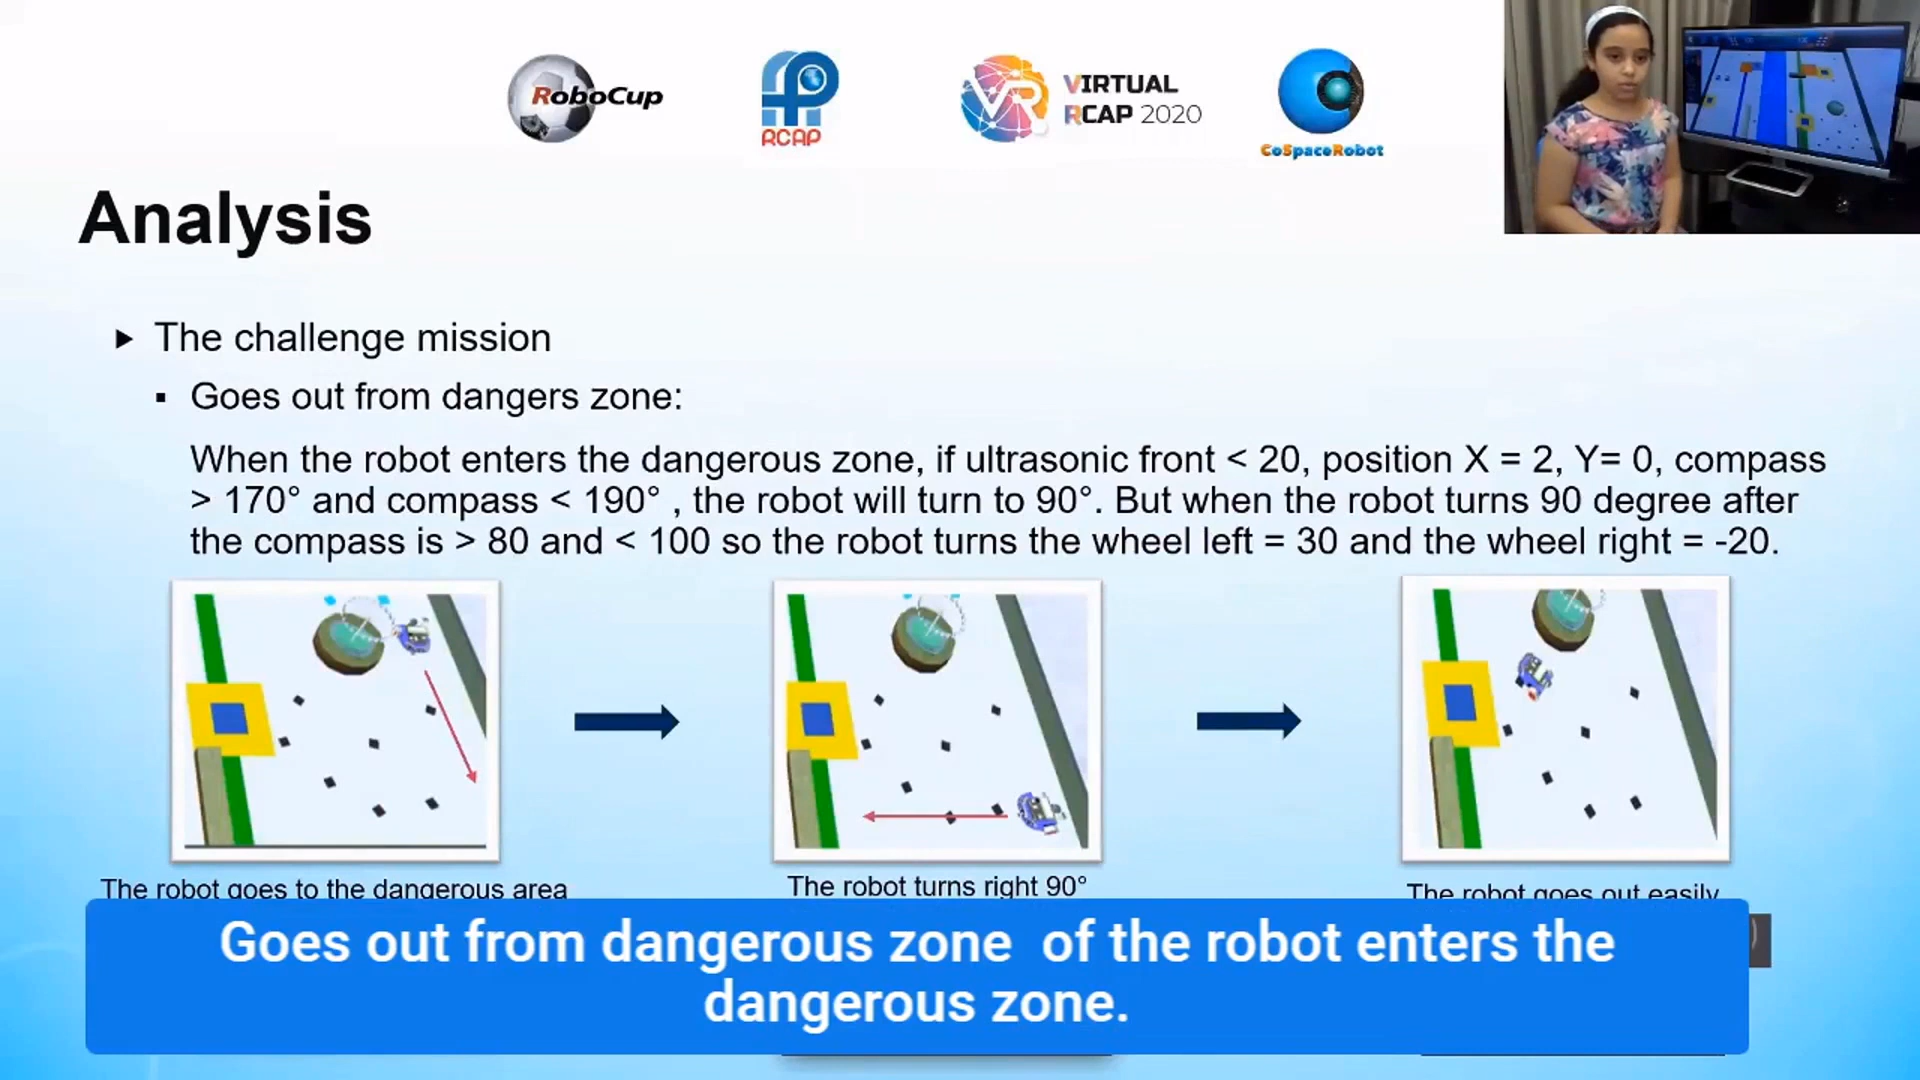 RoboCup
RCAP
VR
VIRTUAL
RCAP 2020
CoSpaceRobot
Analysis
The challenge mission
Goes out from dangers zone:
When the robot enters the dangerous zone, if ultrasonic front < 20, position X = 2, Y= 0, compass
> 170° and compass < 190° , the robot will turn to 90°. But when the robot turns 90 degree after
the compass is > 80 and < 100 so the robot turns the wheel left = 30 and the wheel right = -20.
The robot goes to the dangerous area
The robot turns right 90°
The robot goes out easily
Goes out from dangerous zone  of the robot enters the
dangerous zone.